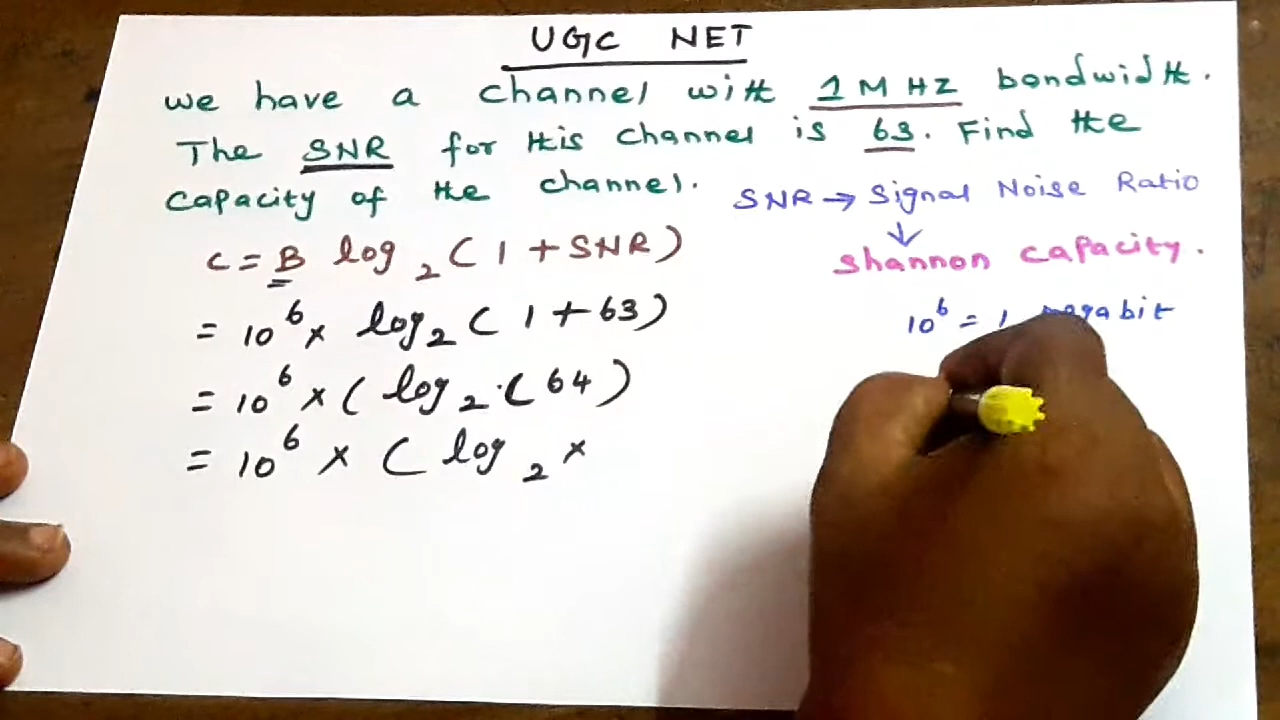 UGC NET
we have a channel with 1 MHZ bandwidth.
The SNR for this channel is 63. Find the
capacity of the channel.
SNR → Signal Noise Ratio
↓
Shannon capacity.
C = B log 2 ( 1 + SNR )
= 10^6 × log 2 ( 1 + 63 )
= 10^6 × ( log 2 . ( 64 )
= 10^6 × ( log 2 ×
10^6 = 1 megabit